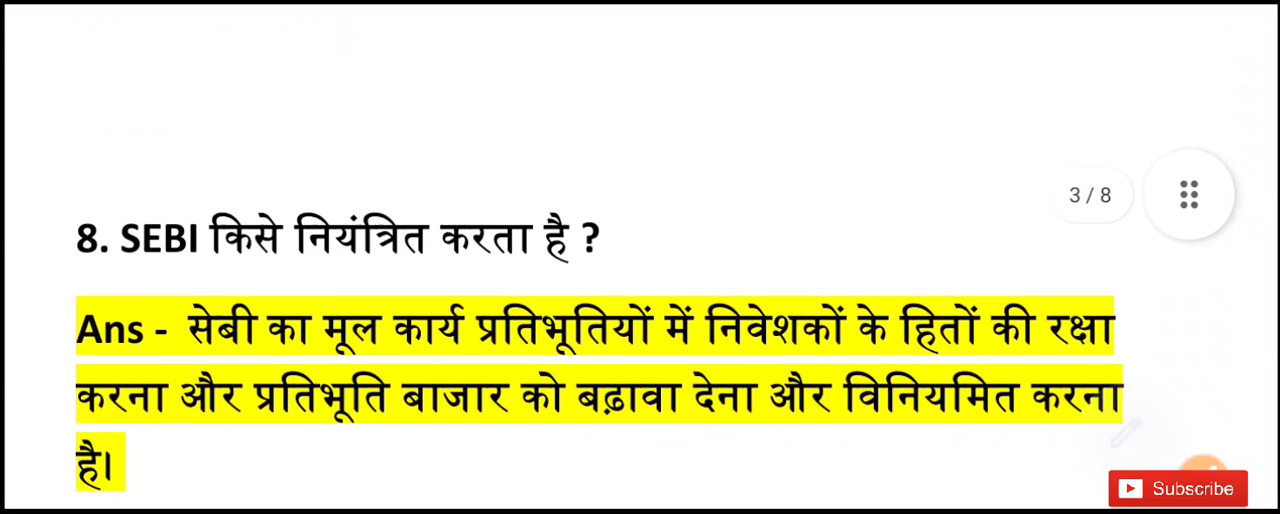 3 / 8
8. SEBI किसे नियंत्रित करता है ?
Ans - सेबी का मूल कार्य प्रतिभूतियों में निवेशकों के हितों की रक्षा
करना और प्रतिभूति बाजार को बढ़ावा देना और विनियमित करना
है।
Subscribe